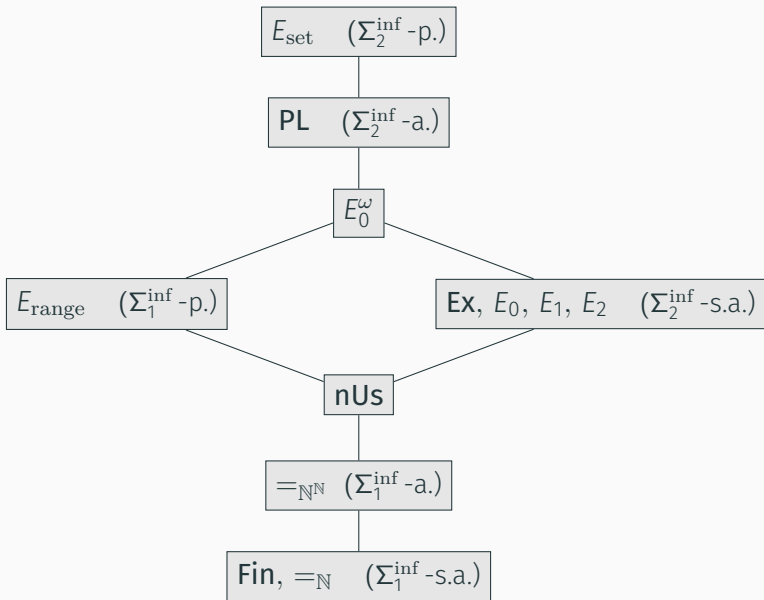 E_set (Σ_2^inf -p.)
PL (Σ_2^inf -a.)
E_0^ω
E_range (Σ_1^inf -p.)
Ex, E_0, E_1, E_2 (Σ_2^inf -s.a.)
nUs
=_ℕ^ℕ (Σ_1^inf -a.)
Fin, =_ℕ (Σ_1^inf -s.a.)